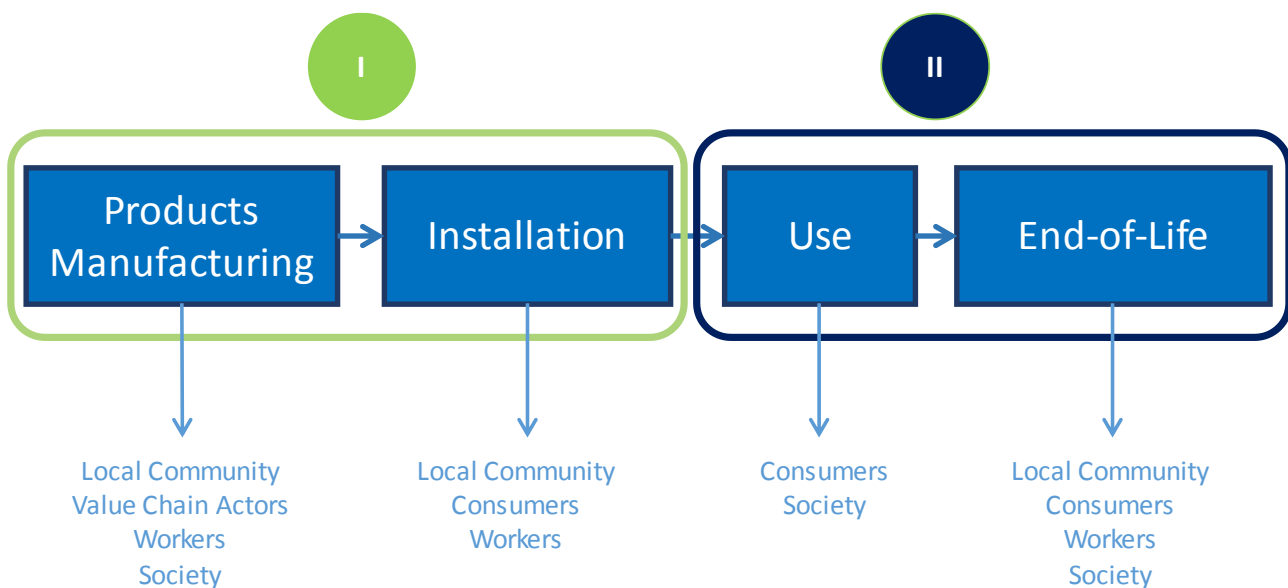 I
II
Products
Manufacturing
Installation
Use
End-of-Life
Local Community
Value Chain Actors
Workers
Society
Local Community
Consumers
Workers
Consumers
Society
Local Community
Consumers
Workers
Society